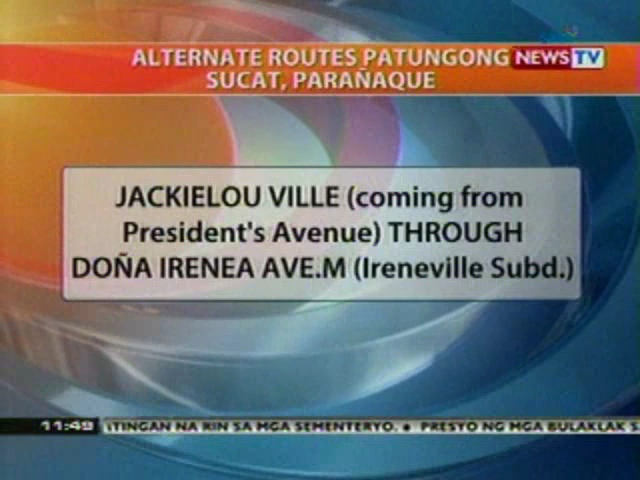 ALTERNATE ROUTES PATUNGONG
NEWS TV
SUCAT, PARAÑAQUE
JACKIELOU VILLE (coming from
President's Avenue) THROUGH
DOÑA IRENEA AVE.M (Ireneville Subd.)
11:49 ITINGAN NA RIN SA MGA SEMENTERYO. ● PRESYO NG MGA BULAKLAK S